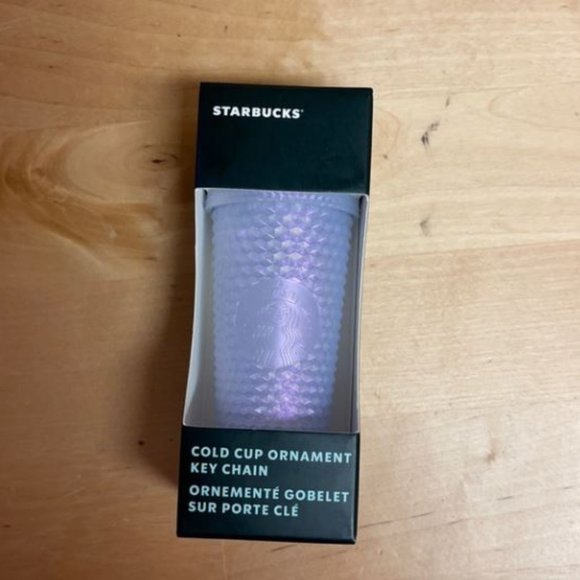 STARBUCKS®
COLD CUP ORNAMENT
KEY CHAIN
ORNEMENTÉ GOBELET
SUR PORTE CLÉ